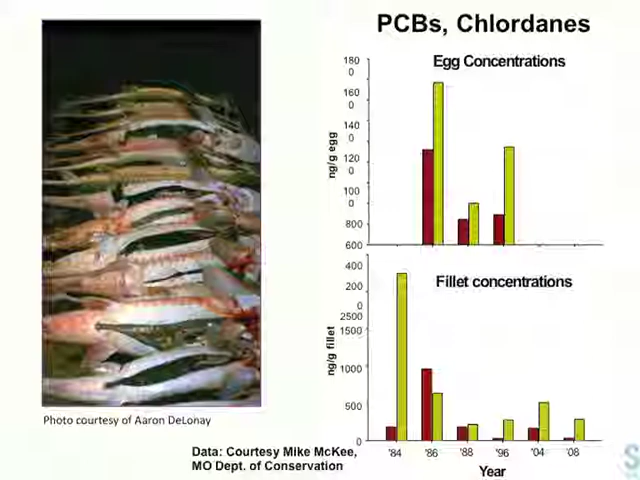 PCBs, Chlordanes
Egg Concentrations
180
0
160
0
140
0
120
0
100
0
800
600
ng/g egg
Fillet concentrations
400
200
0
2500
1500
1000
500
0
ng/g fillet
'84 '86 '88 '96 '04 '08
Year
Photo courtesy of Aaron DeLonay
Data: Courtesy Mike McKee,
MO Dept. of Conservation
S